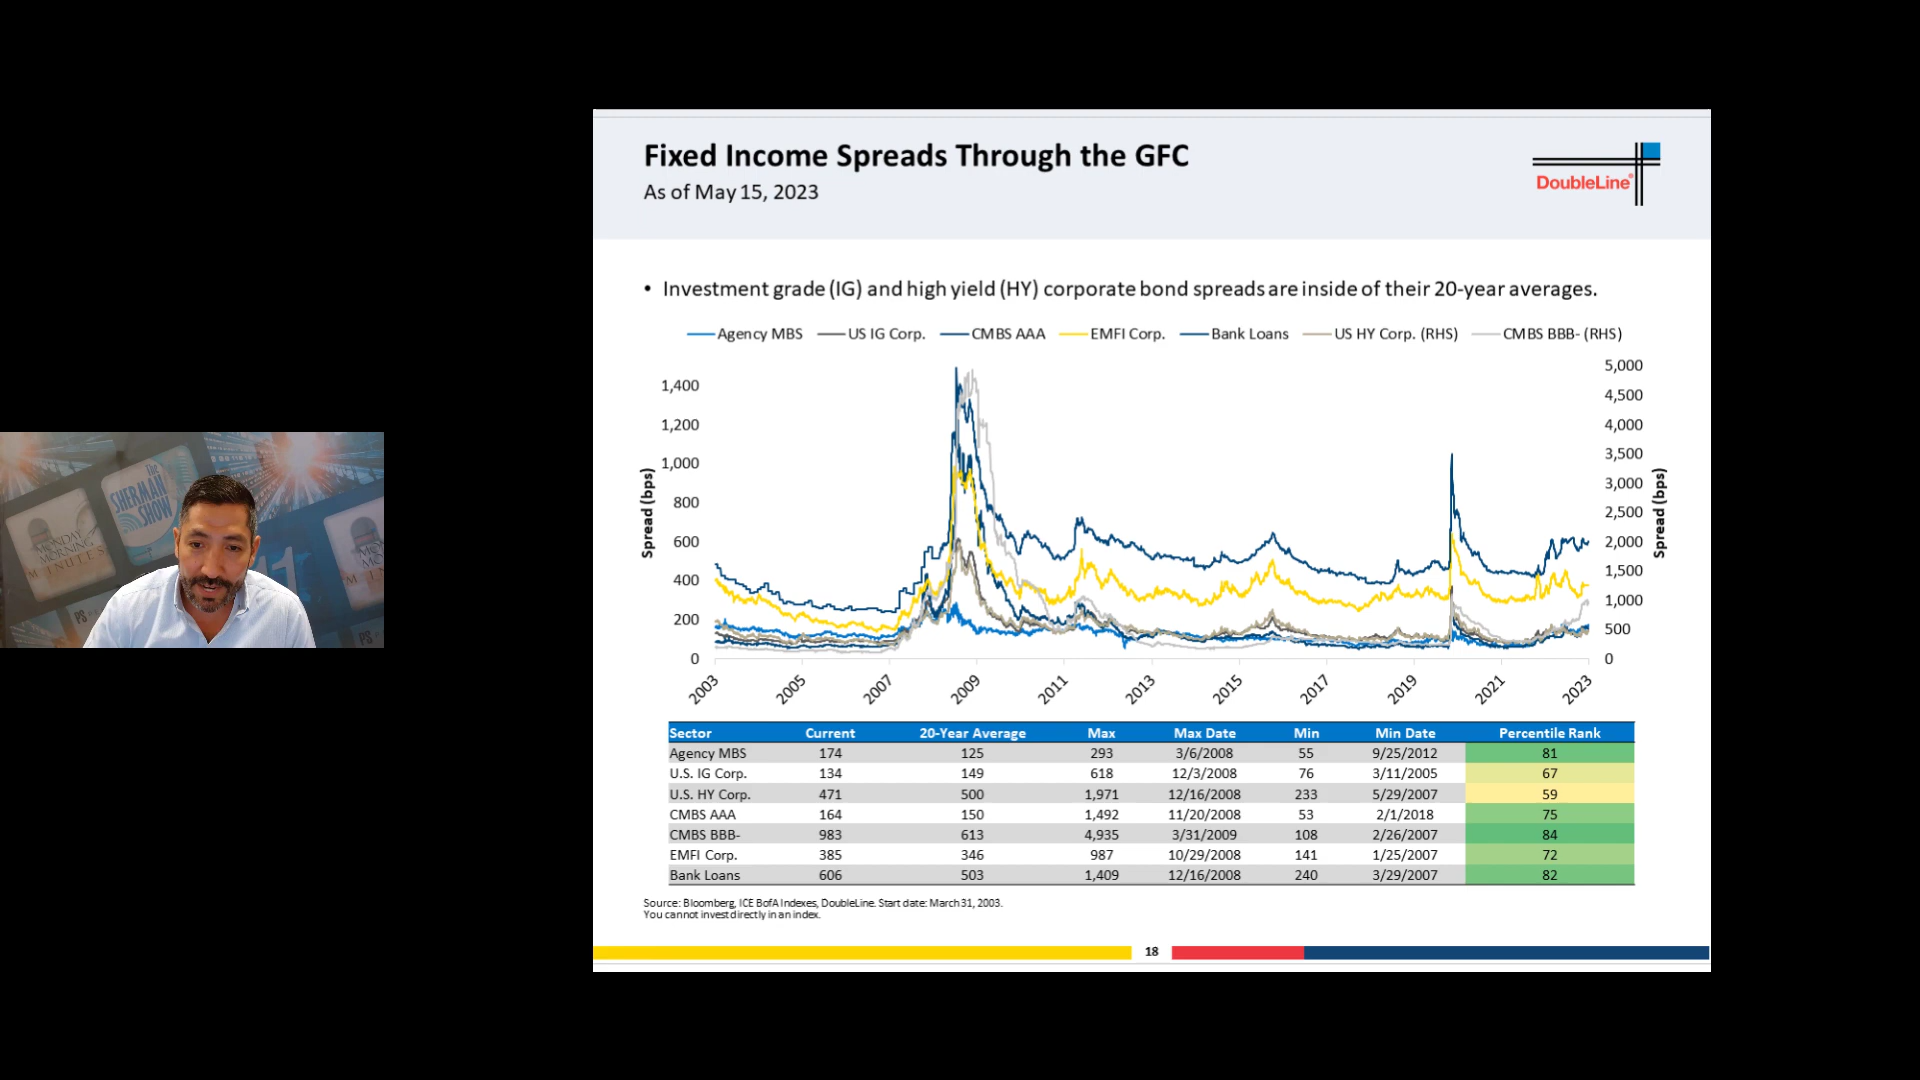 Fixed Income Spreads Through the GFC
As of May 15, 2023
DoubleLine®
• Investment grade (IG) and high yield (HY) corporate bond spreads are inside of their 20-year averages.
Agency MBS US IG Corp. CMBS AAA EMFI Corp. Bank Loans US HY Corp. (RHS) CMBS BBB- (RHS)
Spread (bps)
1,400
1,200
1,000
800
600
400
200
0
5,000
4,500
4,000
3,500
3,000
2,500
2,000
1,500
1,000
500
0
Spread (bps)
2003 2005 2007 2009 2011 2013 2015 2017 2019 2021 2023
Sector Current 20-Year Average Max Max Date Min Min Date Percentile Rank
Agency MBS 174 125 293 3/6/2008 55 9/25/2012 81
U.S. IG Corp. 134 149 618 12/3/2008 76 3/11/2005 67
U.S. HY Corp. 471 500 1,971 12/16/2008 233 5/29/2007 59
CMBS AAA 164 150 1,492 11/20/2008 53 2/1/2018 75
CMBS BBB- 983 613 4,935 3/31/2009 108 2/26/2007 84
EMFI Corp. 385 346 987 10/29/2008 141 1/25/2007 72
Bank Loans 606 503 1,409 12/16/2008 240 3/29/2007 82
Source: Bloomberg, ICE BofA Indexes, DoubleLine. Start date: March 31, 2003.
You cannot invest directly in an index.
18
The
SHERMAN
SHOW
MONDAY
MORNING
MINUTES
11